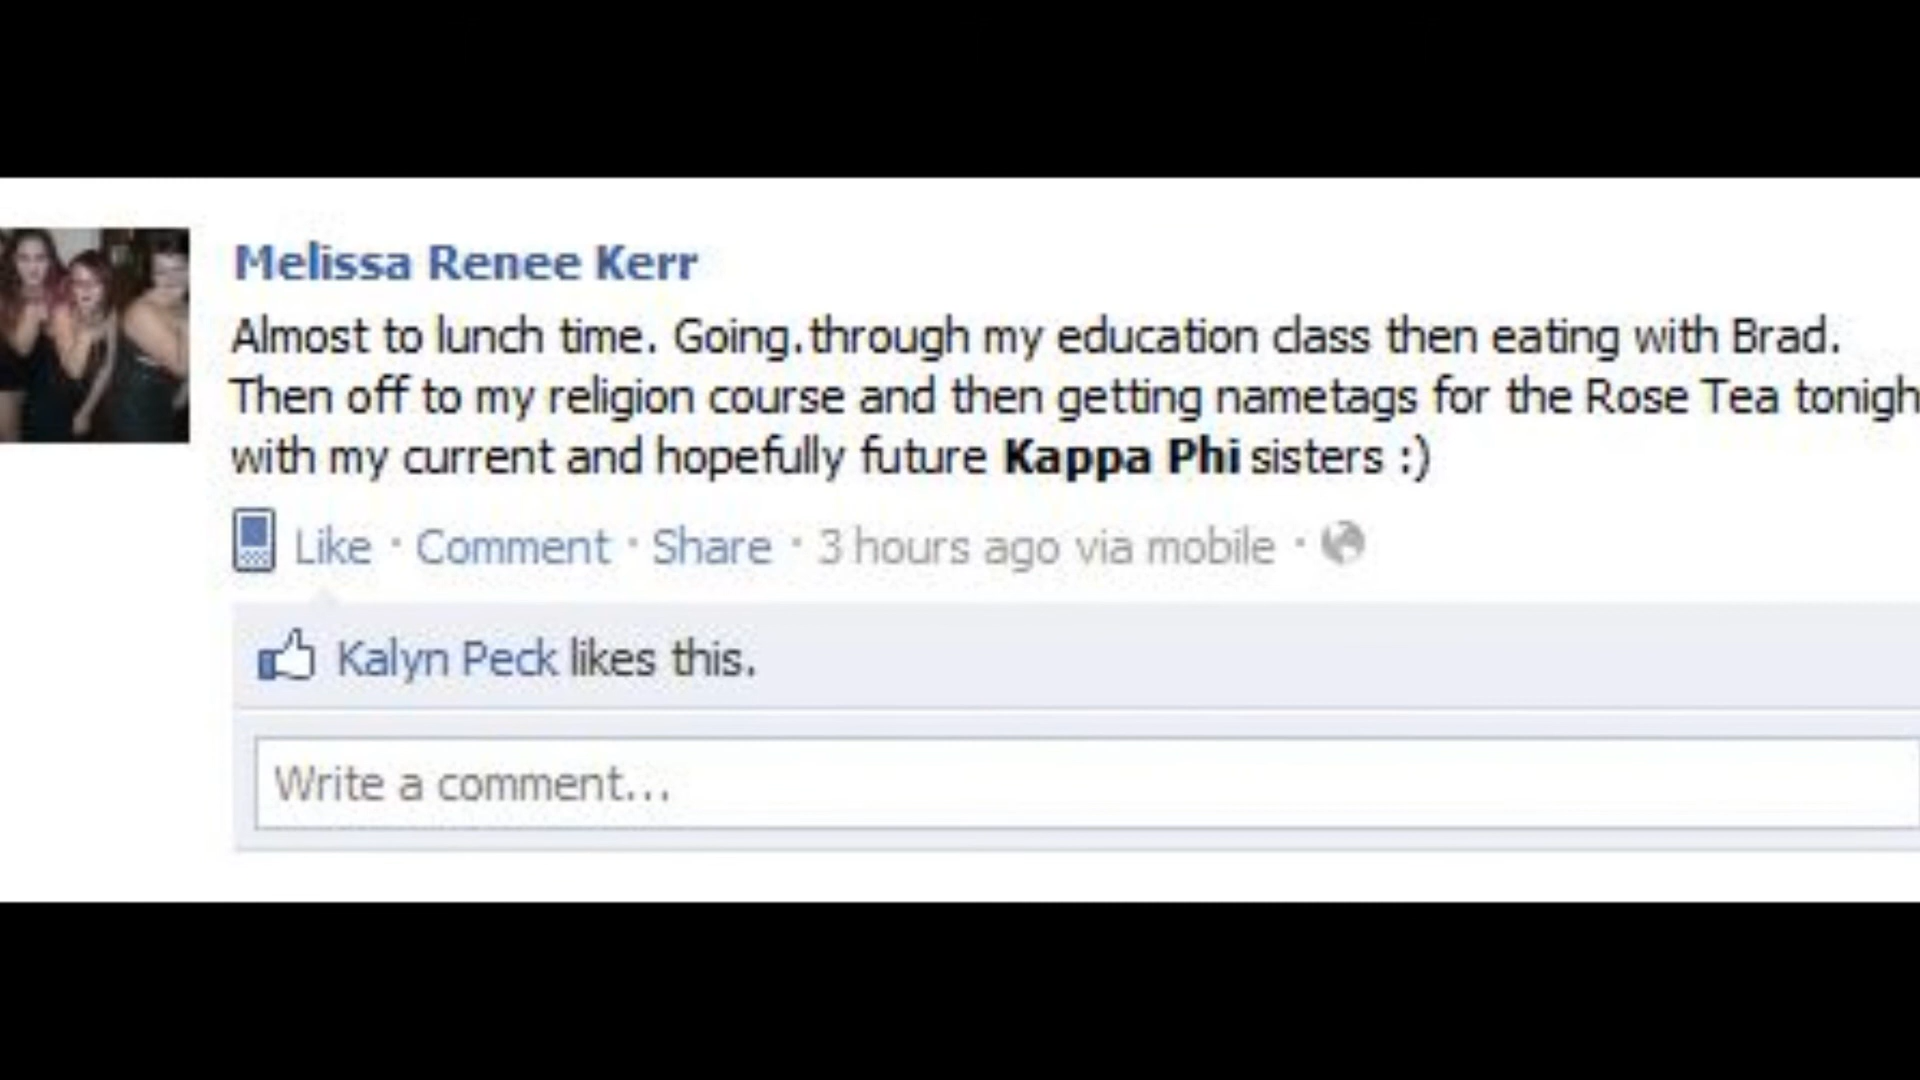 Melissa Renee Kerr
Almost to lunch time. Going.through my education class then eating with Brad.
Then off to my religion course and then getting nametags for the Rose Tea tonigh
with my current and hopefully future Kappa Phi sisters :)
Like · Comment · Share · 3 hours ago via mobile ·
Kalyn Peck likes this.
Write a comment...